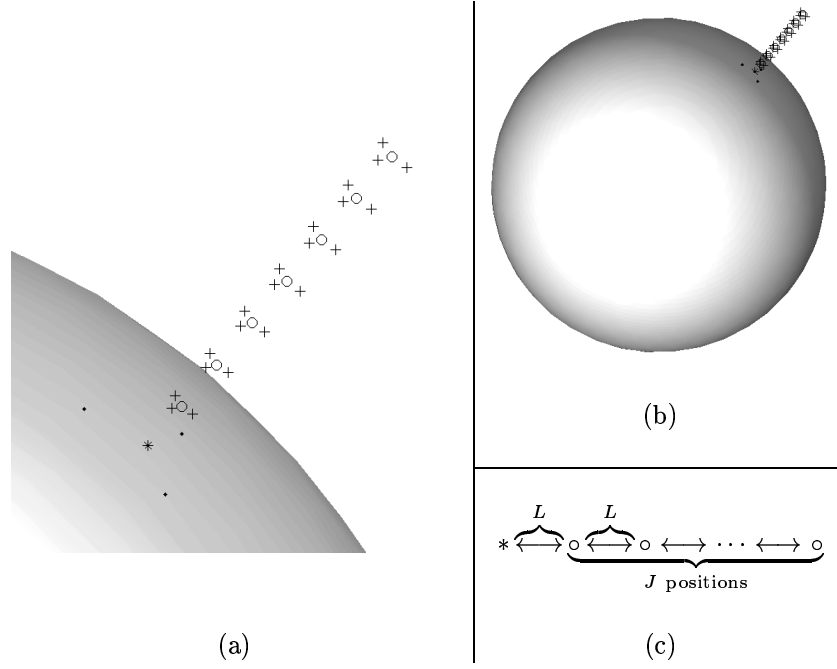 (a)
(b)
L L
* ←→ ○ ←→ ○ ←→ ··· ←→ ○
J positions
(c)